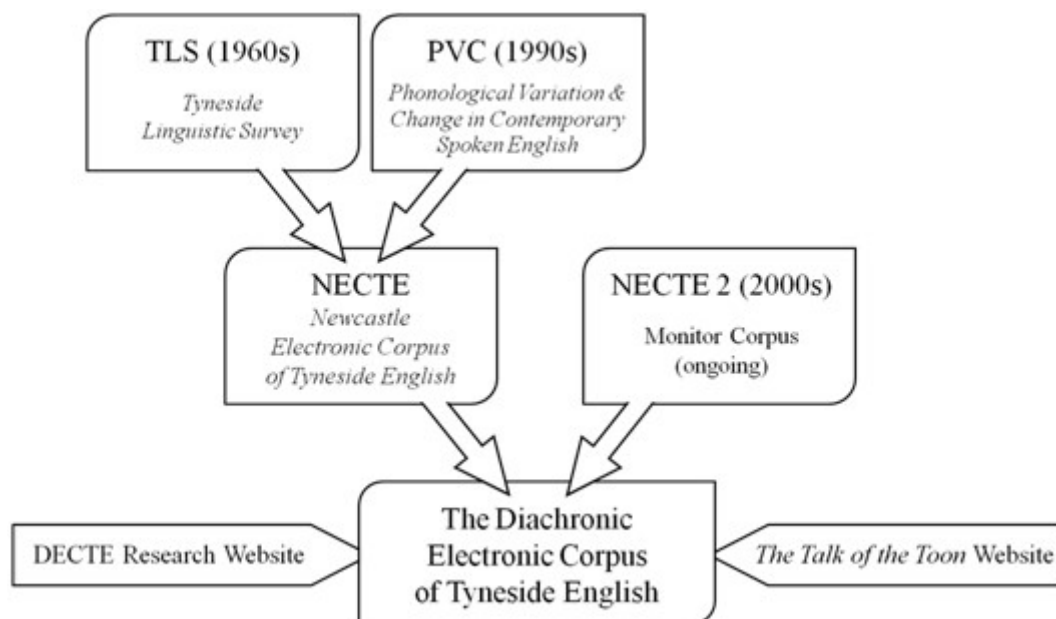 TLS (1960s)
Tyneside
Linguistic Survey
PVC (1990s)
Phonological Variation &
Change in Contemporary
Spoken English
NECTE
Newcastle
Electronic Corpus
of Tyneside English
NECTE 2 (2000s)
Monitor Corpus
(ongoing)
DECTE Research Website
The Diachronic
Electronic Corpus
of Tyneside English
The Talk of the Toon Website